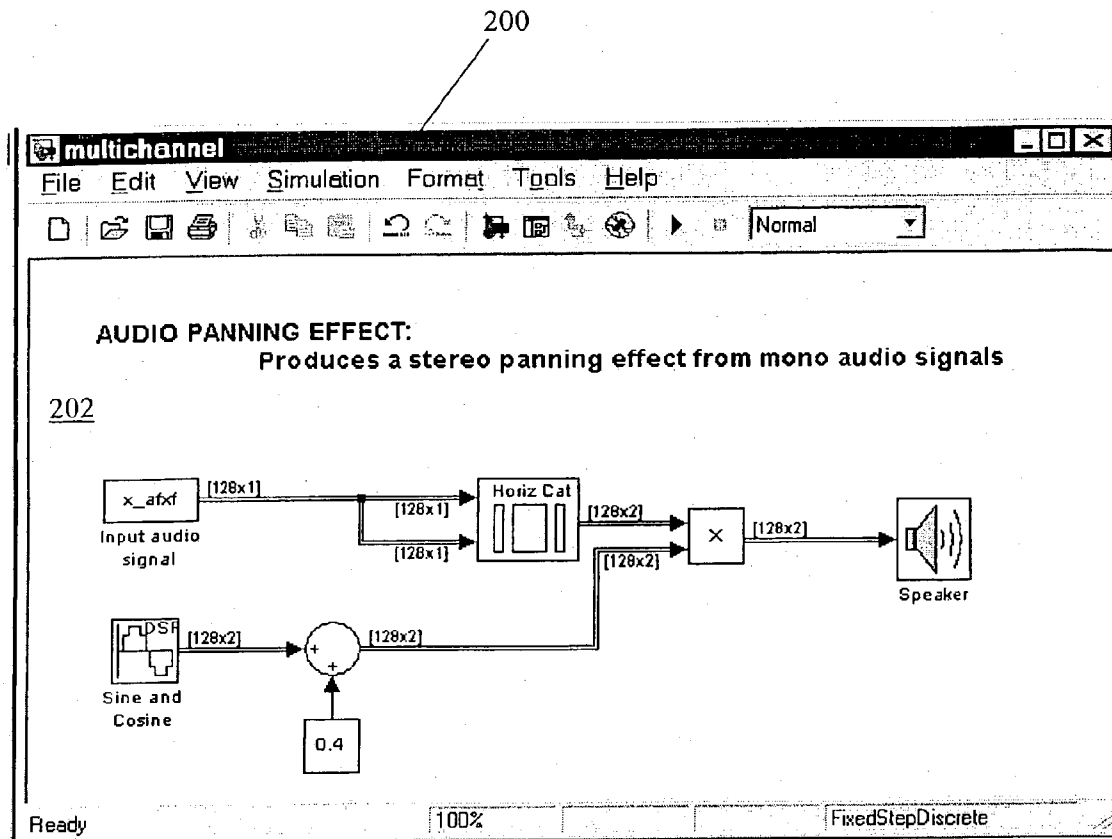 200
multichannel
File Edit View Simulation Format Tools Help
Normal
AUDIO PANNING EFFECT:
Produces a stereo panning effect from mono audio signals
202
x_afxf
[128x1]
[128x1]
[128x1]
Horiz Cat
[128x2]
[128x2]
×
[128x2]
Input audio
signal
Speaker
DSP
[128x2]
+
+
[128x2]
Sine and
Cosine
0.4
Ready
100%
FixedStepDiscrete